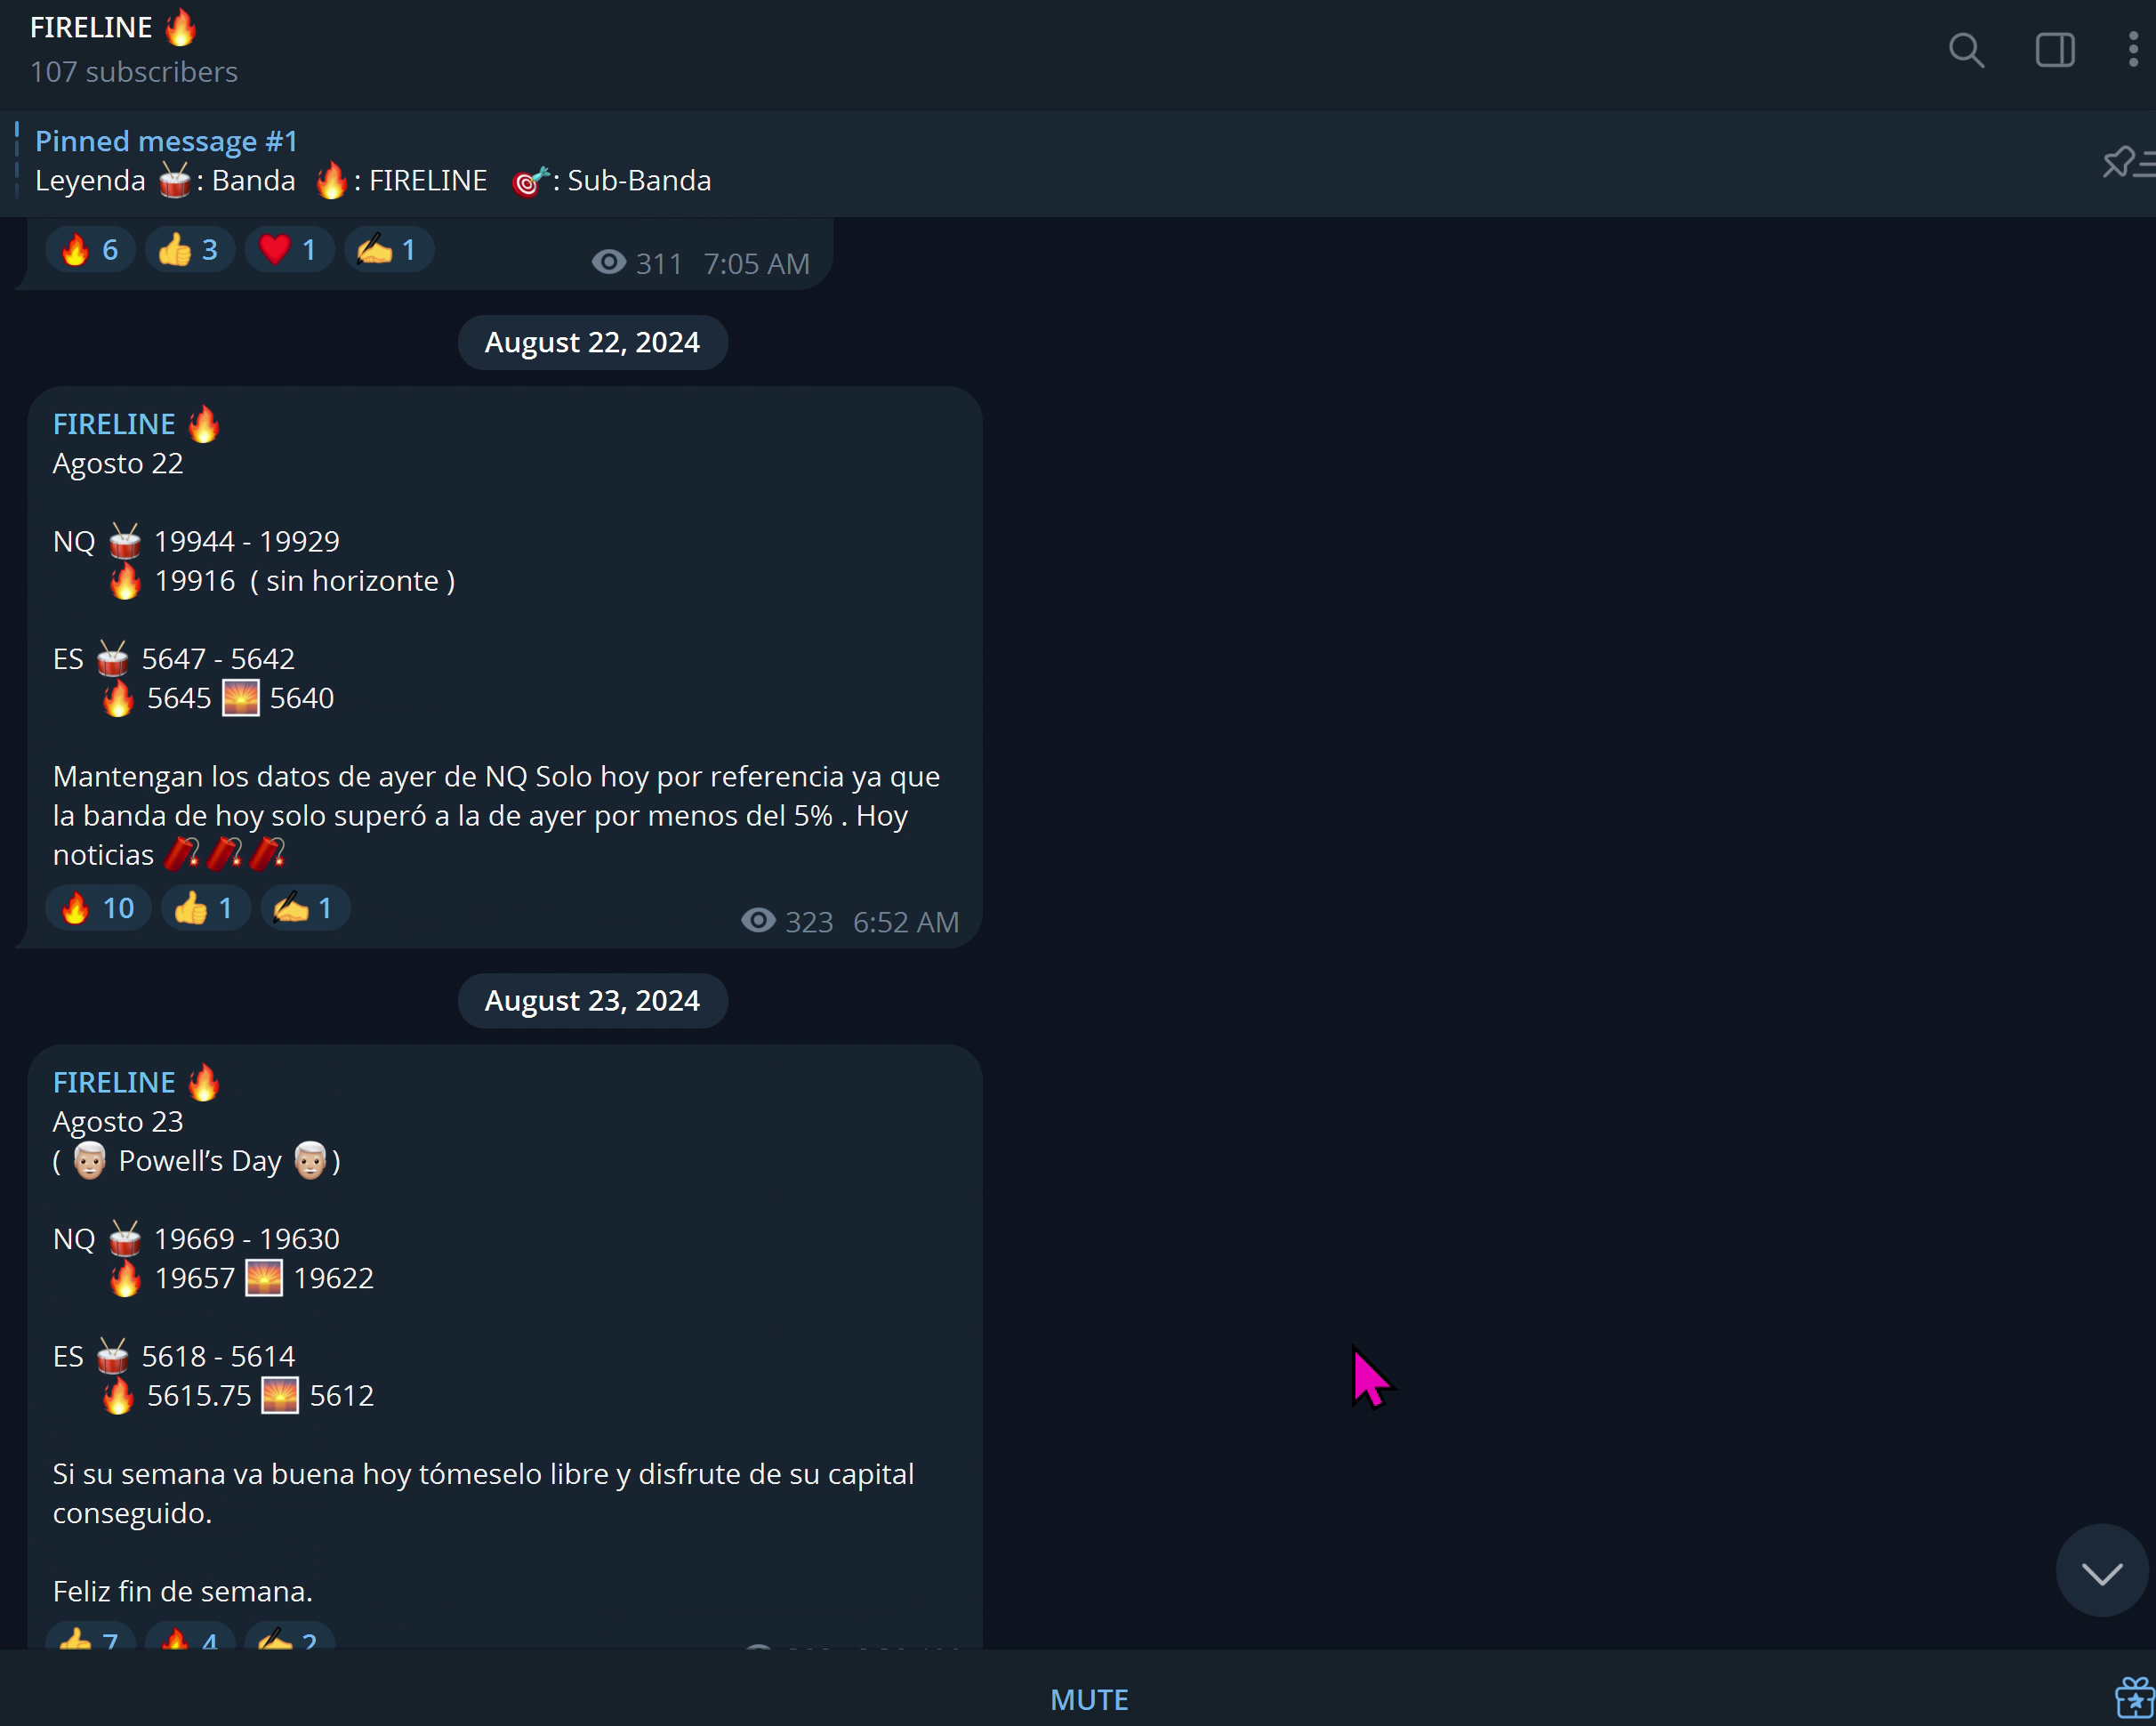 FIRELINE 🔥
107 subscribers
Pinned message #1
Leyenda 🥁: Banda 🔥: FIRELINE 🎯: Sub-Banda
🔥 6 👍 3 ❤️ 1 ✍️ 1 311 7:05 AM
August 22, 2024
FIRELINE 🔥
Agosto 22
NQ 🥁 19944 - 19929
🔥 19916 ( sin horizonte )
ES 🥁 5647 - 5642
🔥 5645 🌅 5640
Mantengan los datos de ayer de NQ Solo hoy por referencia ya que
la banda de hoy solo superó a la de ayer por menos del 5% . Hoy
noticias 🧨🧨🧨
🔥 10 👍 1 ✍️ 1 323 6:52 AM
August 23, 2024
FIRELINE 🔥
Agosto 23
( 👨🏼‍🦳 Powell’s Day 👨🏼‍🦳)
NQ 🥁 19669 - 19630
🔥 19657 🌅 19622
ES 🥁 5618 - 5614
🔥 5615.75 🌅 5612
Si su semana va buena hoy tómeselo libre y disfrute de su capital
conseguido.
Feliz fin de semana.
👍 7 🔥 4 ✍️ 2
MUTE